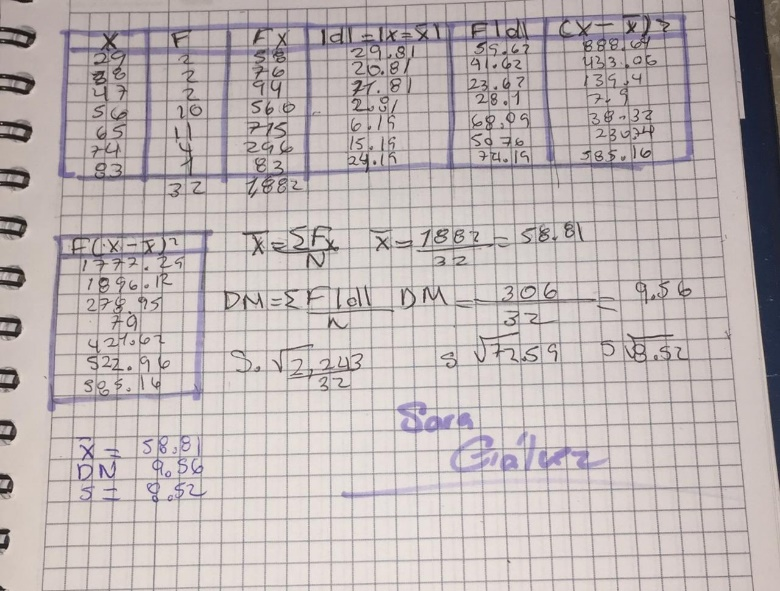 X F FX |d|=|x=x̄| F|d| (X-x̄)²
29 2 58 29.81 59.62 888.64
38 2 76 20.81 41.62 433.06
47 2 94 11.81 23.62 139.4
56 10 560 2.81 28.1 7.9
65 11 715 6.19 68.09 38.32
74 4 296 15.19 5076 230.74
83 1 83 24.19 24.19 585.16
32 1,882
F(x-x̄)²
1777.29
1896.12
278.95
79
421.62
522.96
585.16
X̄=ΣFx/N x̄=1882/32=58.81
DM=ΣF|d|/N DM=306/32=9.56
S.√2,243/32 s √72.59 S√8.52
Sara
Gálvez
X̄= 58.81
DN 9.56
S= 8.52